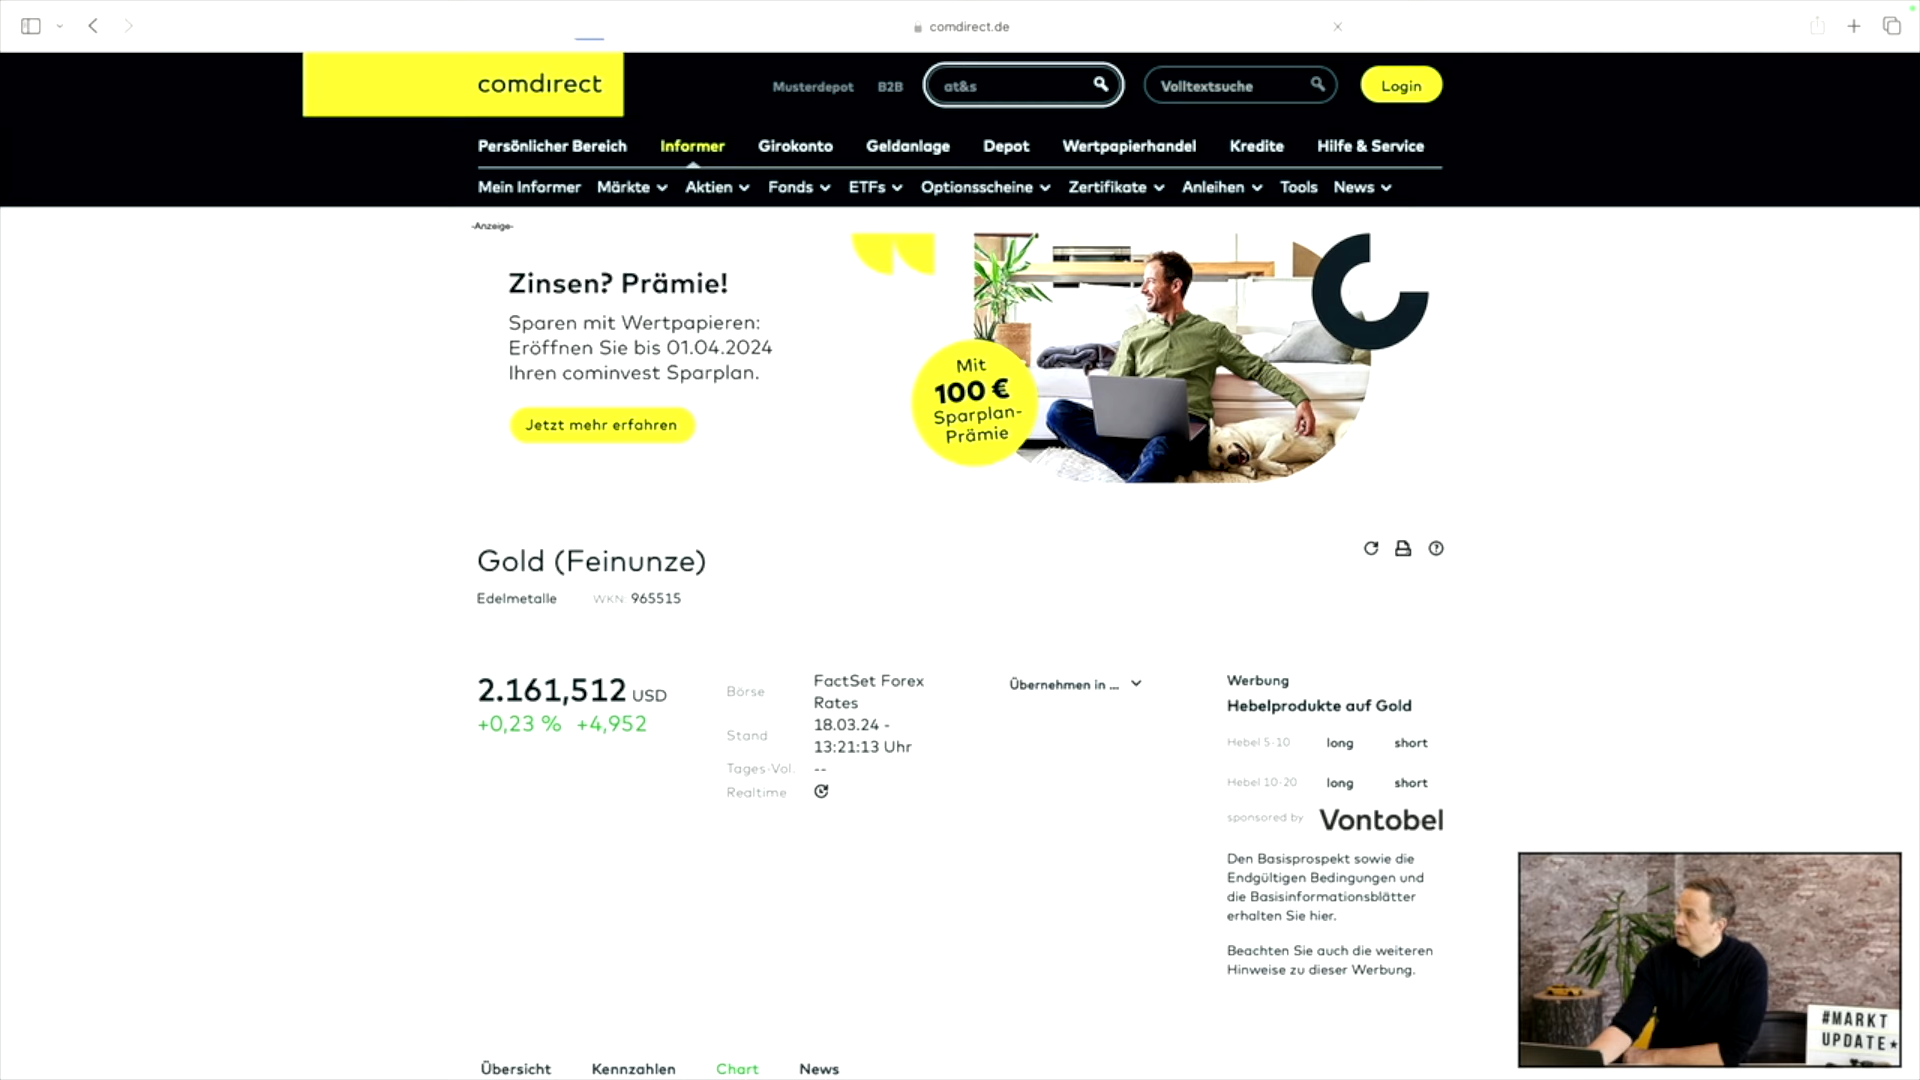 comdirect.de
comdirect
Musterdepot
B2B
at&s
Volltextsuche
Login
Persönlicher Bereich
Informer
Girokonto
Geldanlage
Depot
Wertpapierhandel
Kredite
Hilfe & Service
Mein Informer
Märkte
Aktien
Fonds
ETFs
Optionsscheine
Zertifikate
Anleihen
Tools
News
-Anzeige-
Zinsen? Prämie!
Sparen mit Wertpapieren:
Eröffnen Sie bis 01.04.2024
Ihren cominvest Sparplan.
Jetzt mehr erfahren
Mit
100 €
Sparplan-
Prämie
Gold (Feinunze)
Edelmetalle
WKN: 965515
2.161,512 USD
+0,23 % +4,952
Börse
FactSet Forex
Rates
Stand
18.03.24 -
13:21:13 Uhr
Tages-Vol.
--
Realtime
Übernehmen in ...
Werbung
Hebelprodukte auf Gold
Hebel 5-10 long short
Hebel 10-20 long short
sponsored by Vontobel
Den Basisprospekt sowie die
Endgültigen Bedingungen und
die Basisinformationsblätter
erhalten Sie hier.
Beachten Sie auch die weiteren
Hinweise zu dieser Werbung.
Übersicht
Kennzahlen
Chart
News
#MARKT
UPDATE★